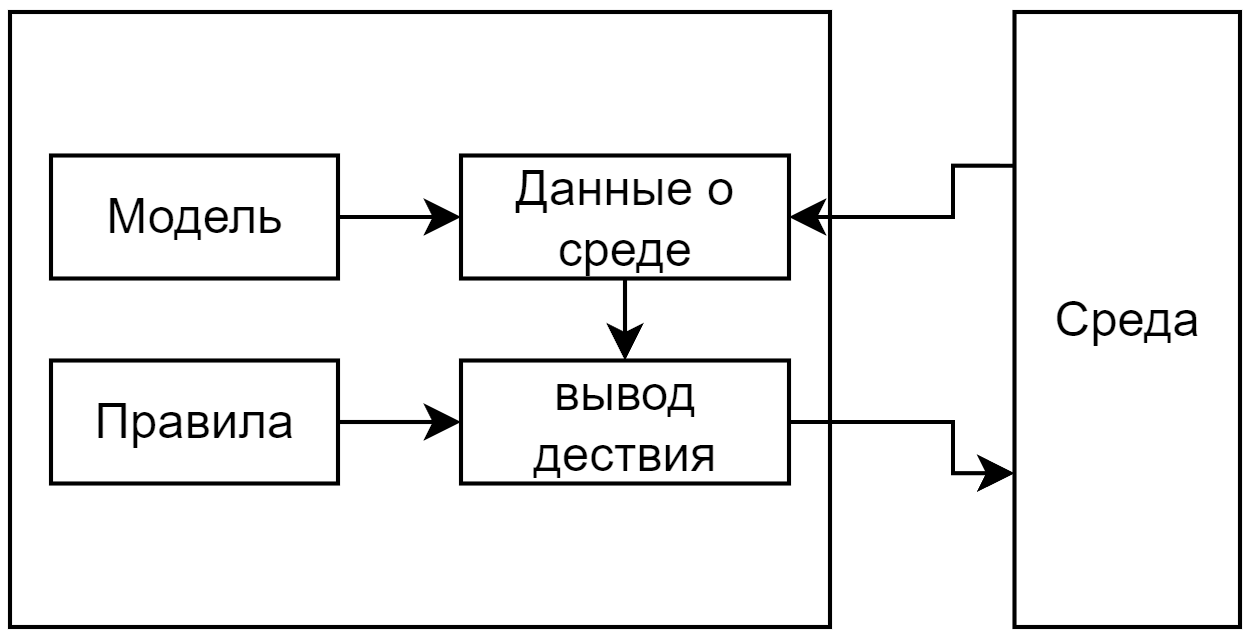 Модель
Данные о
среде
Среда
Правила
вывод
дествия